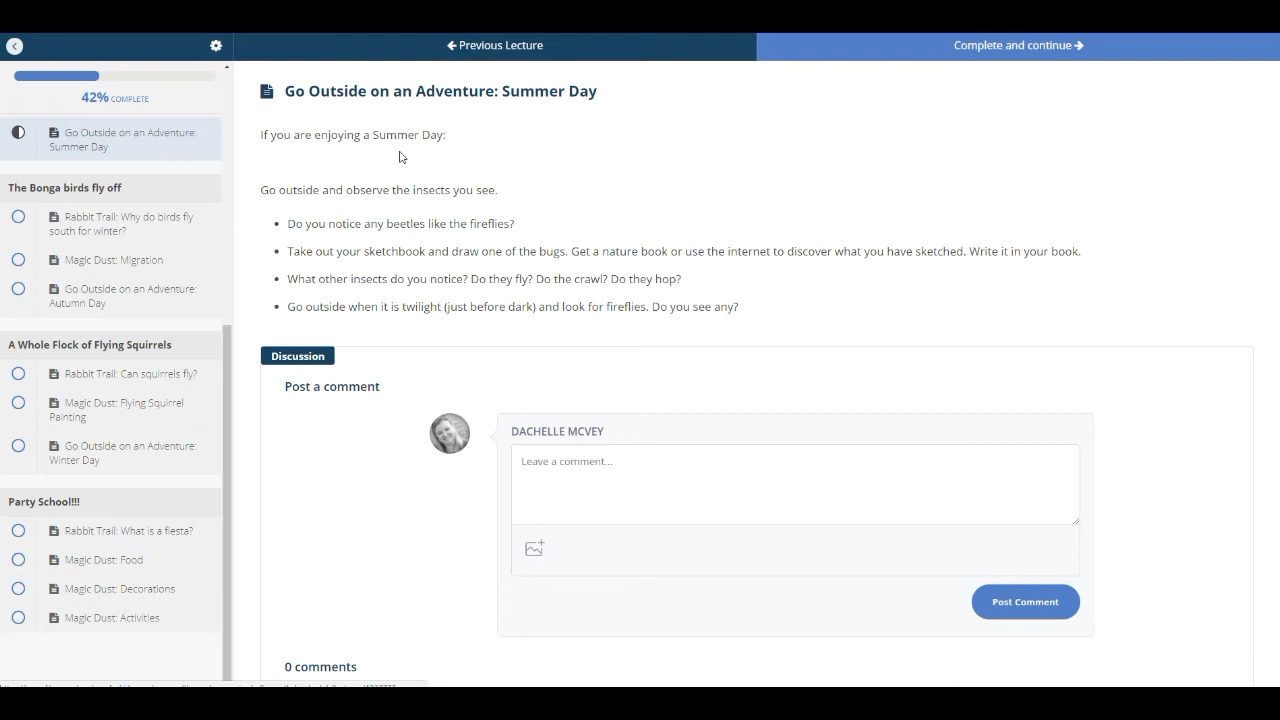 Previous Lecture
Complete and continue
42% COMPLETE
Go Outside on an Adventure:
Summer Day
The Bonga birds fly off
Rabbit Trail: Why do birds fly
south for winter?
Magic Dust: Migration
Go Outside on an Adventure:
Autumn Day
A Whole Flock of Flying Squirrels
Rabbit Trail: Can squirrels fly?
Magic Dust: Flying Squirrel
Painting
Go Outside on an Adventure:
Winter Day
Party School!!!
Rabbit Trail: What is a fiesta?
Magic Dust: Food
Magic Dust: Decorations
Magic Dust: Activities
Go Outside on an Adventure: Summer Day
If you are enjoying a Summer Day:
Go outside and observe the insects you see.
Do you notice any beetles like the fireflies?
Take out your sketchbook and draw one of the bugs. Get a nature book or use the internet to discover what you have sketched. Write it in your book.
What other insects do you notice? Do they fly? Do the crawl? Do they hop?
Go outside when it is twilight (just before dark) and look for fireflies. Do you see any?
Discussion
Post a comment
DACHELLE MCVEY
Leave a comment...
Post Comment
0 comments